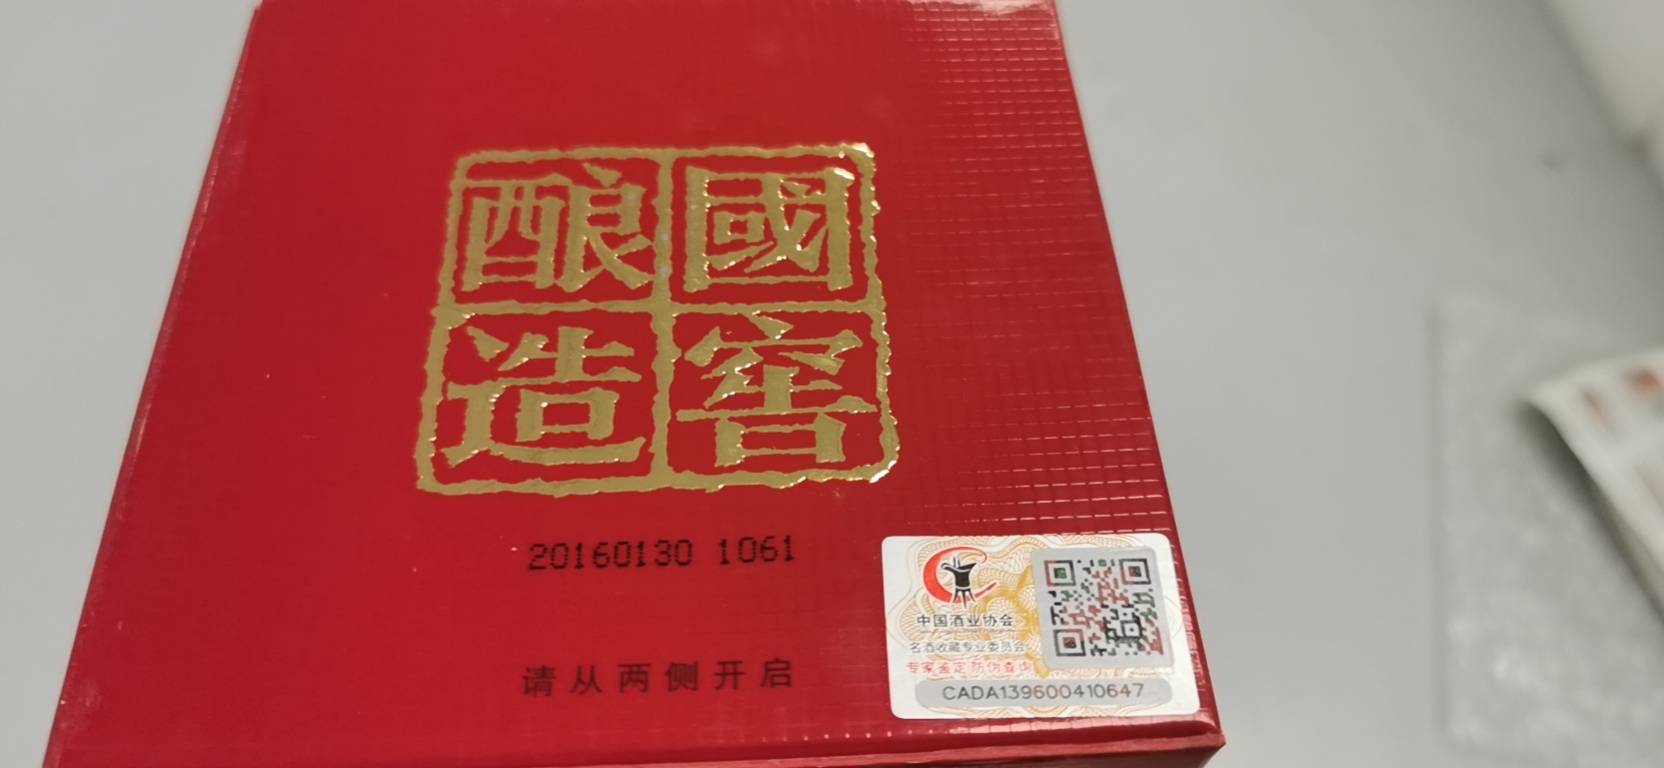 國窖
酿造
20160130 1061
请从两侧开启
中国酒业协会
名酒收藏专业委员会
专家鉴定防伪查询
CADA139600410647